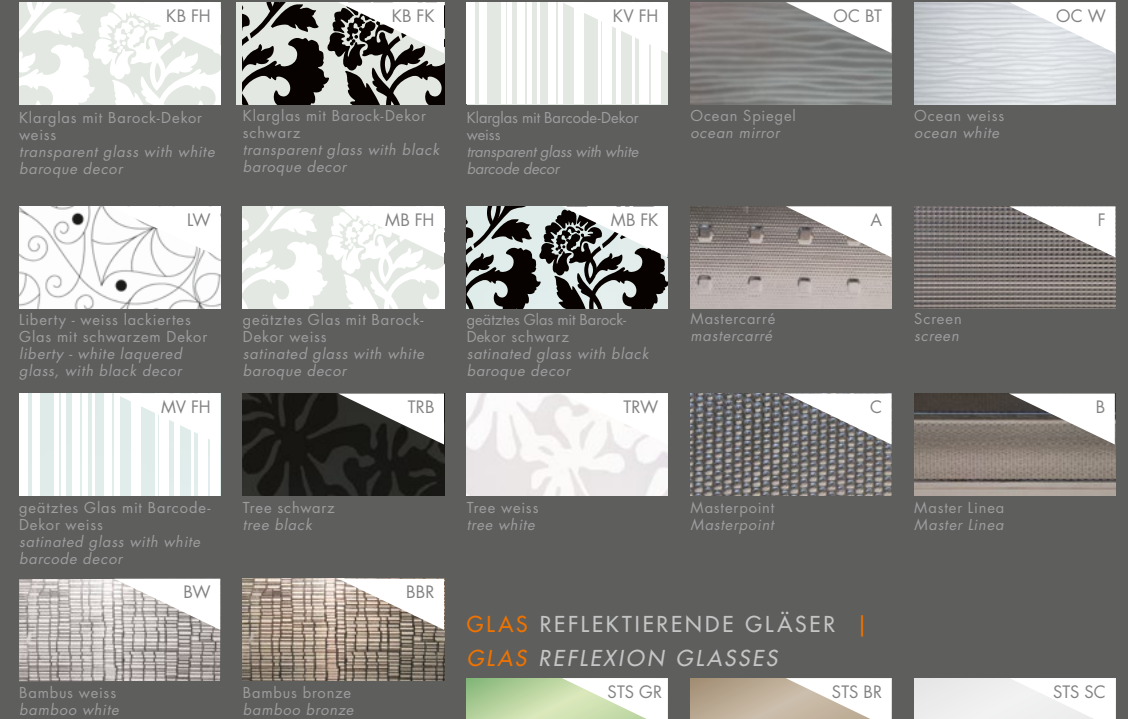 KB FH
Klarglas mit Barock-Dekor
weiss
transparent glass with white
baroque decor
KB FK
Klarglas mit Barock-Dekor
schwarz
transparent glass with black
baroque decor
KV FH
Klarglas mit Barcode-Dekor
weiss
transparent glass with white
barcode decor
OC BT
Ocean Spiegel
ocean mirror
OC W
Ocean weiss
ocean white
LW
Liberty - weiss lackiertes
Glas mit schwarzem Dekor
liberty - white laquered
glass, with black decor
MB FH
geätztes Glas mit Barock-
Dekor weiss
satinated glass with white
baroque decor
MB FK
geätztes Glas mit Barock-
Dekor schwarz
satinated glass with black
baroque decor
A
Mastercarré
mastercarré
F
Screen
screen
MV FH
geätztes Glas mit Barcode-
Dekor weiss
satinated glass with white
barcode decor
TRB
Tree schwarz
tree black
TRW
Tree weiss
tree white
C
Masterpoint
Masterpoint
B
Master Linea
Master Linea
BW
Bambus weiss
bamboo white
BBR
Bambus bronze
bamboo bronze
GLAS REFLEKTIERENDE GLÄSER |
GLAS REFLEXION GLASSES
STS GR
STS BR
STS SC